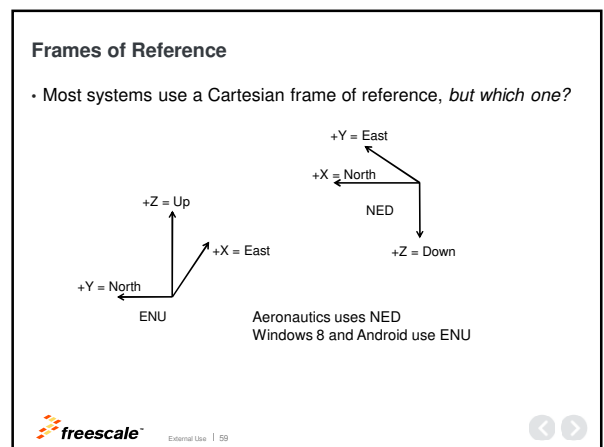 Frames of Reference
• Most systems use a Cartesian frame of reference, but which one?
+Y = East
+X = North
NED
+Z = Down
+Z = Up
+X = East
+Y = North
ENU
Aeronautics uses NED
Windows 8 and Android use ENU
freescale™
External Use | 59